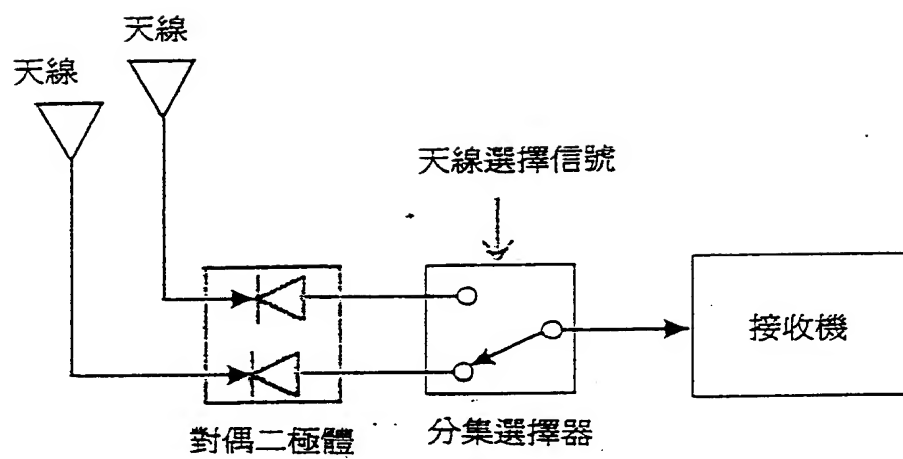 天線
天線
天線選擇信號
接收機
對偶二極體
分集選擇器